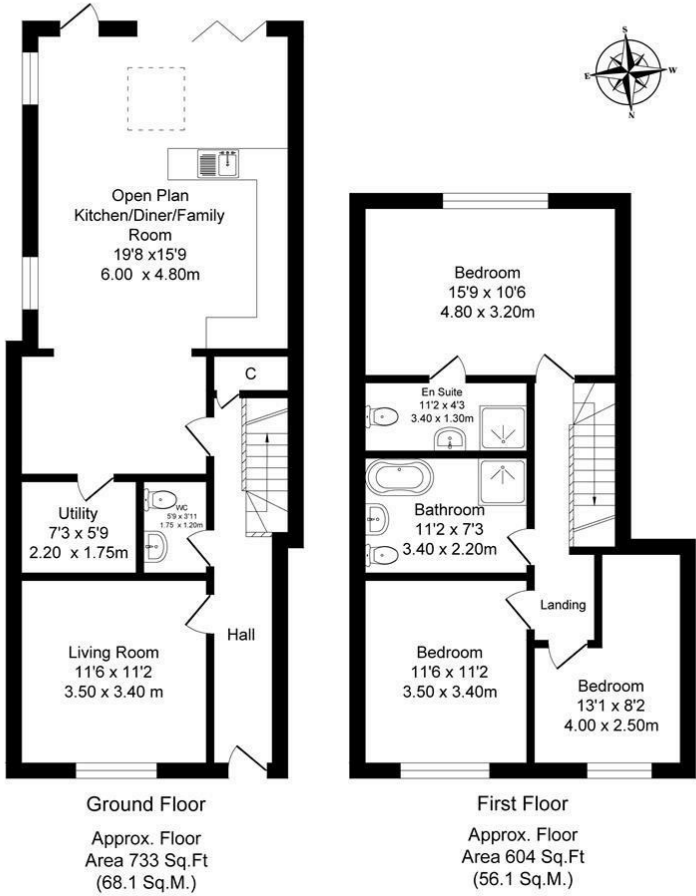 S
E
W
N
Open Plan
Kitchen/Diner/Family
Room
19'8 x15'9
6.00 x 4.80m
C
Utility
7'3 x 5'9
2.20 x 1.75m
WC
5'9 x 3'11
1.75 x 1.20m
Living Room
11'6 x 11'2
3.50 x 3.40 m
Hall
Ground Floor
Approx. Floor
Area 733 Sq.Ft
(68.1 Sq.M.)
Bedroom
15'9 x 10'6
4.80 x 3.20m
En Suite
11'2 x 4'3
3.40 x 1.30m
Bathroom
11'2 x 7'3
3.40 x 2.20m
Landing
Bedroom
11'6 x 11'2
3.50 x 3.40m
Bedroom
13'1 x 8'2
4.00 x 2.50m
First Floor
Approx. Floor
Area 604 Sq.Ft
(56.1 Sq.M.)